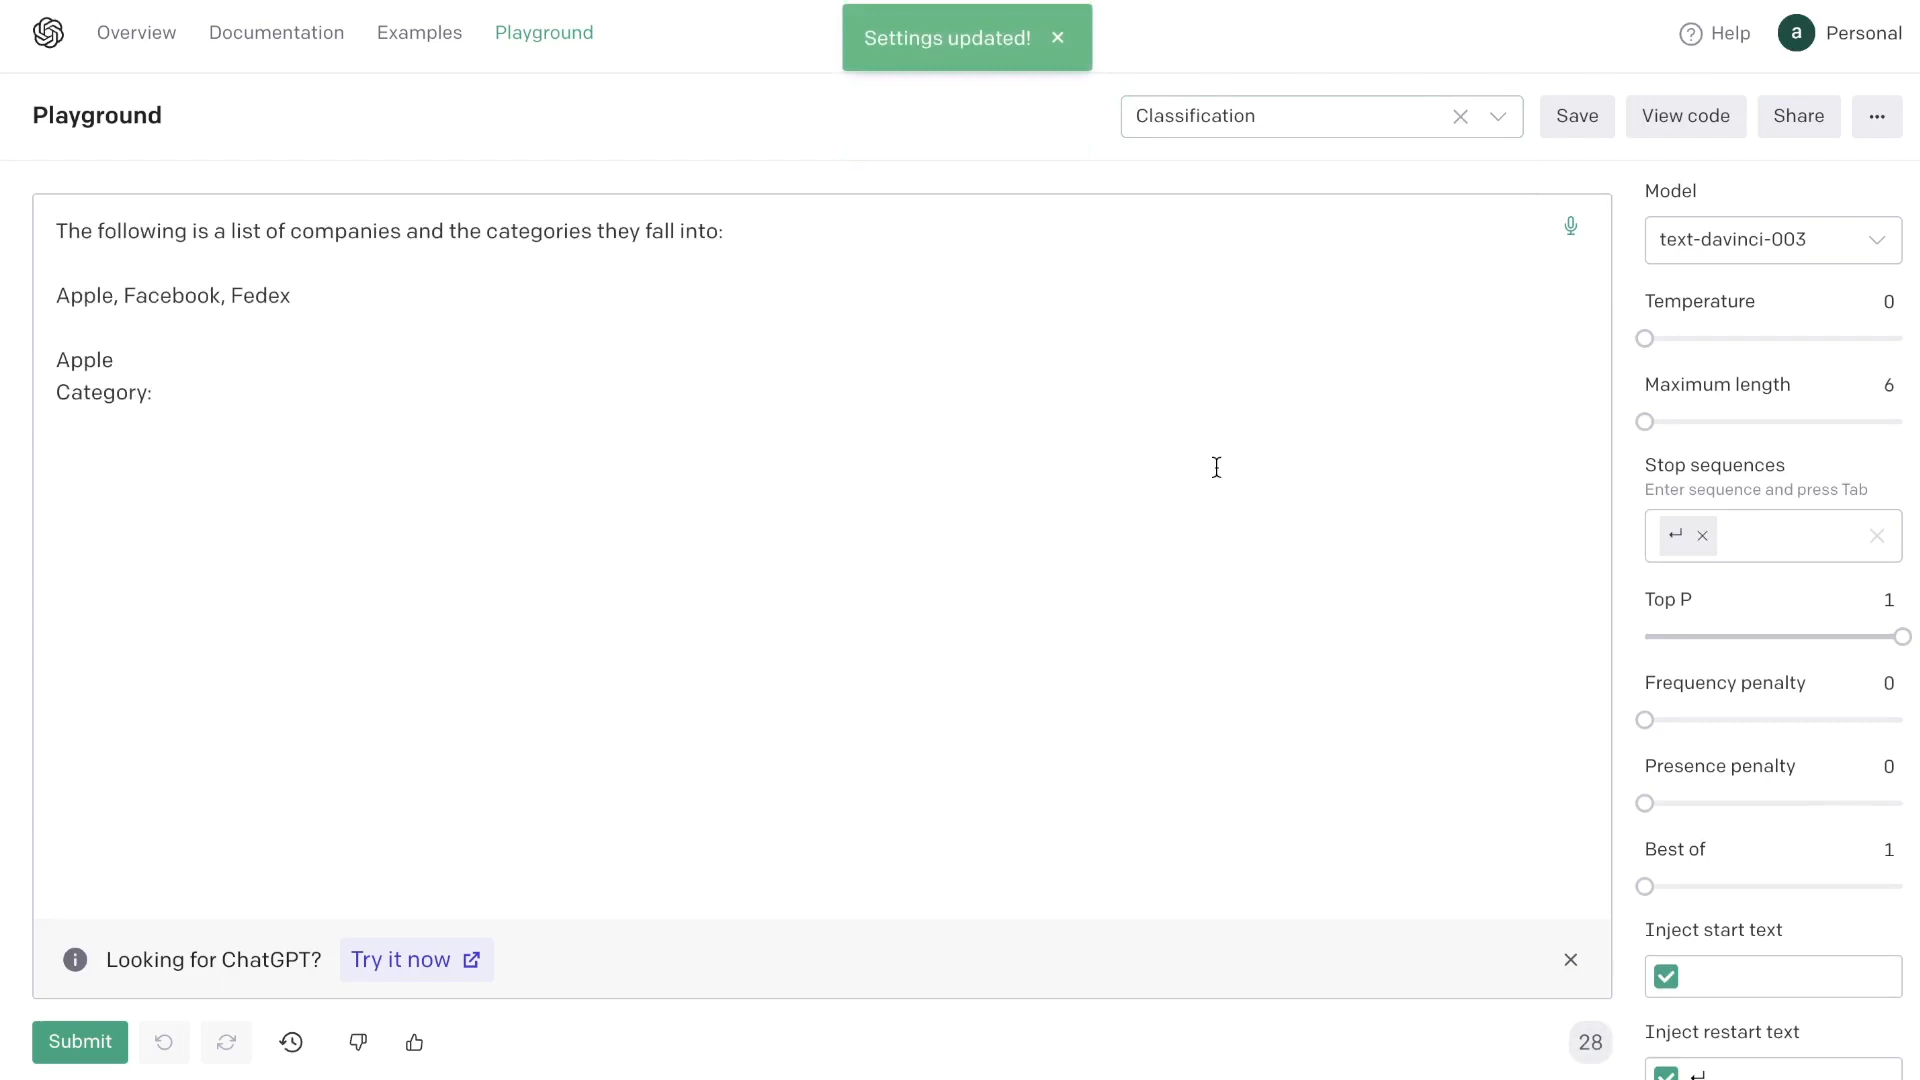 Overview Documentation Examples Playground
Settings updated!
Help
a Personal
Playground
Classification
Save View code Share
The following is a list of companies and the categories they fall into:
Apple, Facebook, Fedex
Apple
Category:
Model
text-davinci-003
Temperature 0
Maximum length 6
Stop sequences
Enter sequence and press Tab
↵
Top P 1
Frequency penalty 0
Presence penalty 0
Best of 1
Inject start text
Inject restart text
↵
Looking for ChatGPT? Try it now
Submit
28